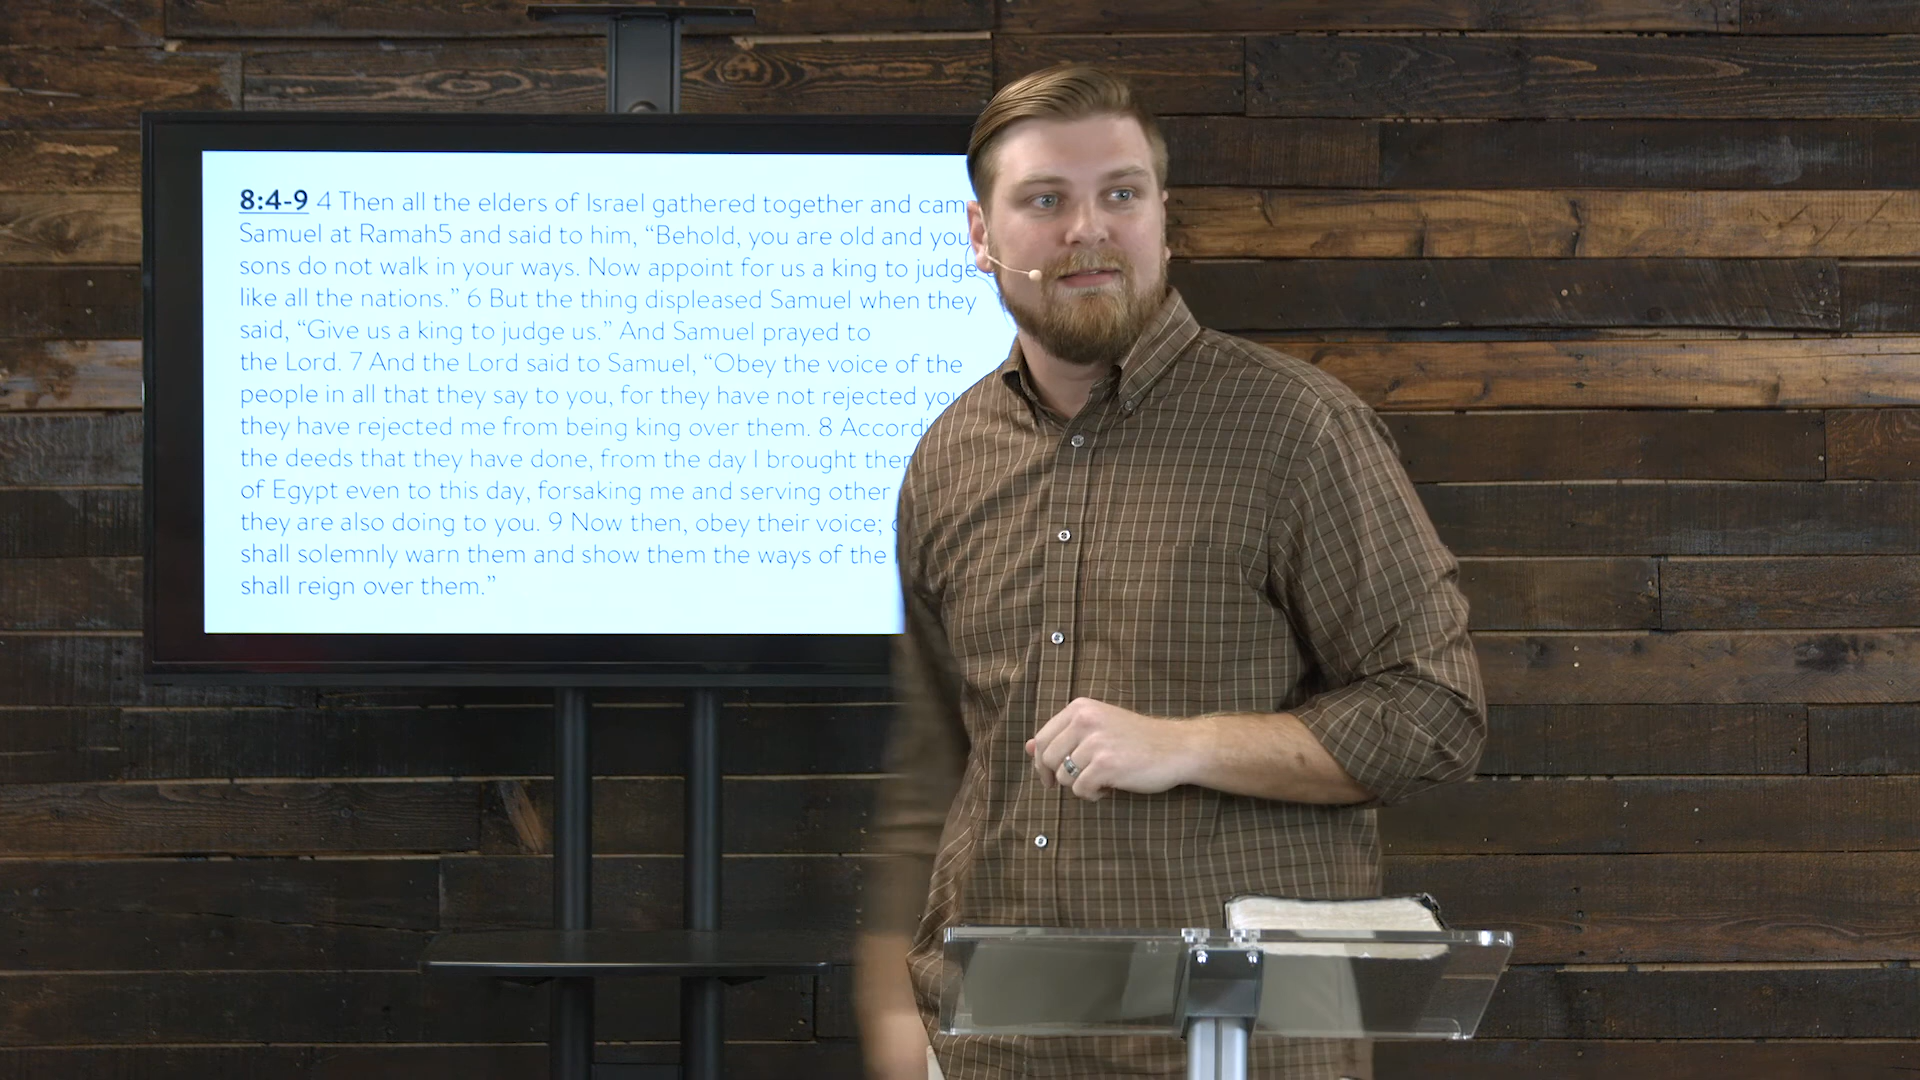 8:4-9 4 Then all the elders of Israel gathered together and cam
Samuel at Ramah5 and said to him, “Behold, you are old and you
sons do not walk in your ways. Now appoint for us a king to judge
like all the nations.” 6 But the thing displeased Samuel when they
said, “Give us a king to judge us.” And Samuel prayed to
the Lord. 7 And the Lord said to Samuel, “Obey the voice of the
people in all that they say to you, for they have not rejected you
they have rejected me from being king over them. 8 Accordi
the deeds that they have done, from the day I brought them
of Egypt even to this day, forsaking me and serving other
they are also doing to you. 9 Now then, obey their voice;
shall solemnly warn them and show them the ways of the
shall reign over them.”